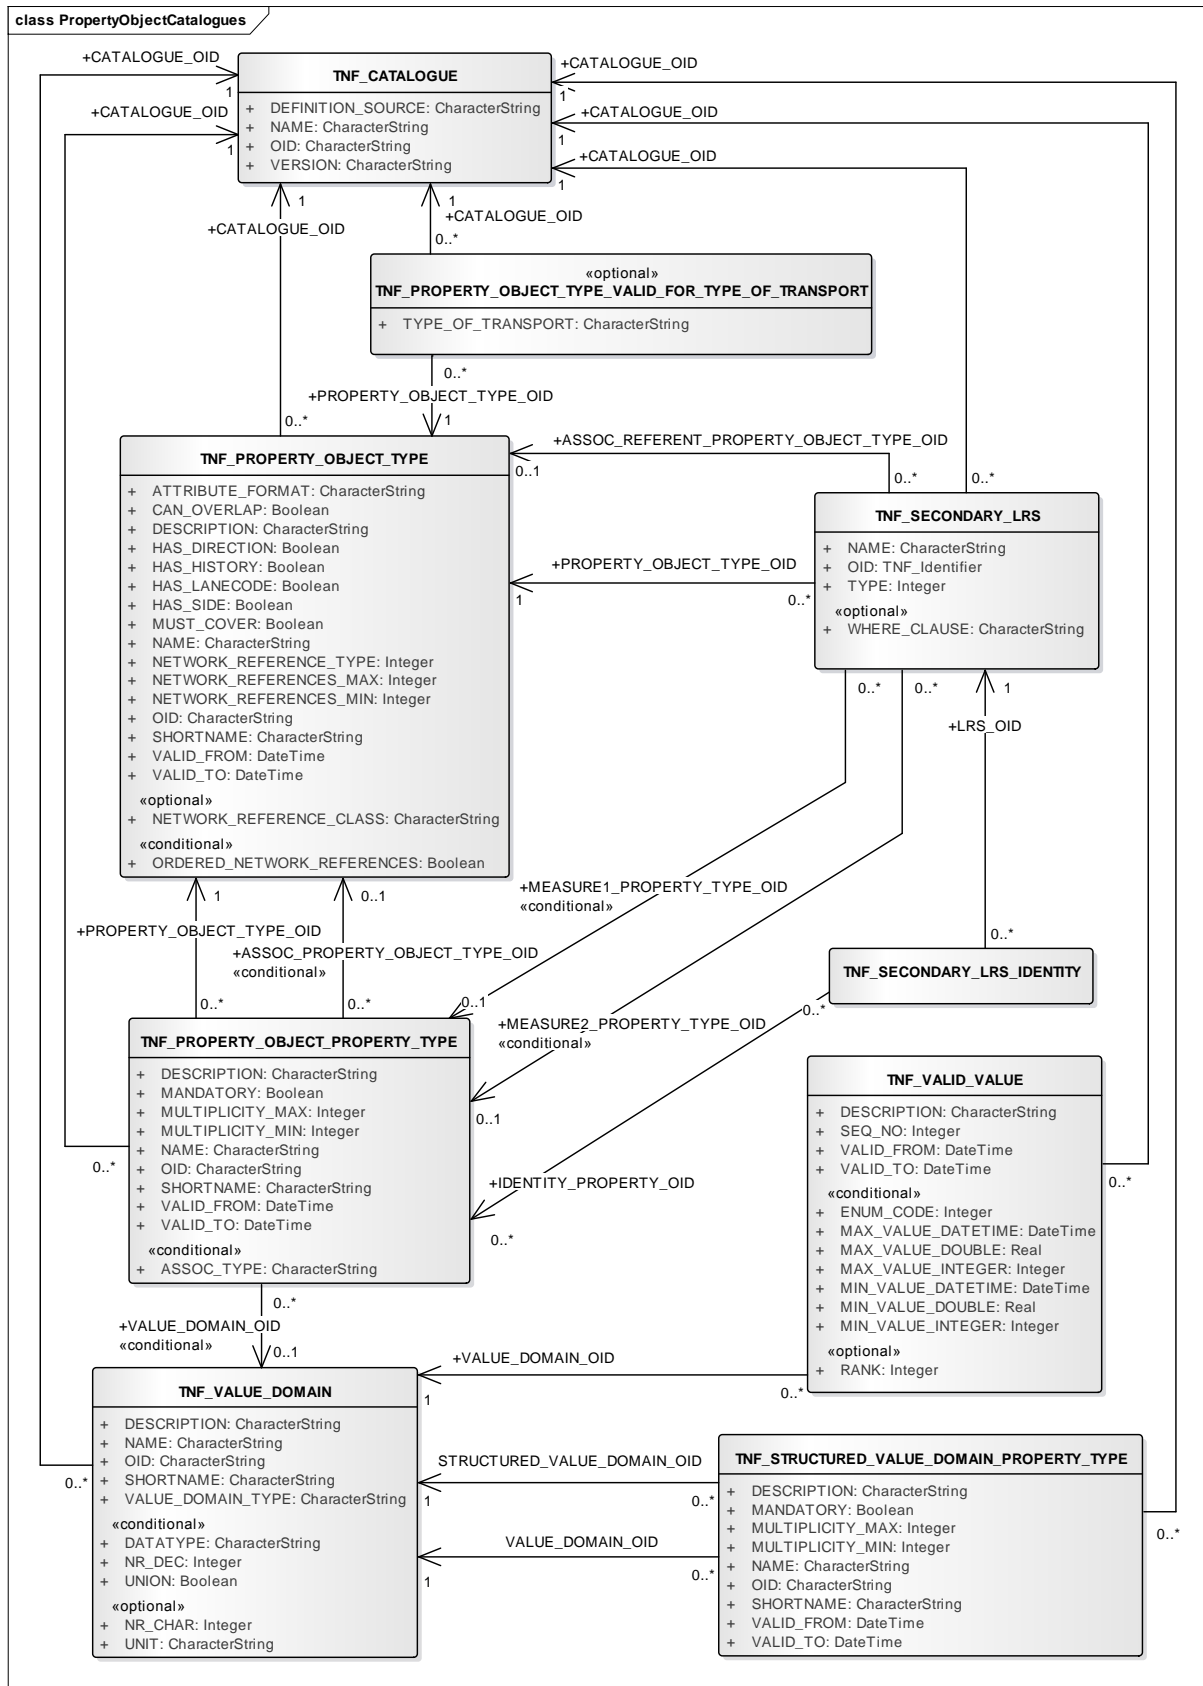 class PropertyObjectCatalogues
+CATALOGUE_OID
1
+CATALOGUE_OID
1
TNF_CATALOGUE
+ DEFINITION_SOURCE: CharacterString
+ NAME: CharacterString
+ OID: CharacterString
+ VERSION: CharacterString
+CATALOGUE_OID
1
+CATALOGUE_OID
1
+CATALOGUE_OID
1
1
+CATALOGUE_OID
1
+CATALOGUE_OID
0..*
«optional»
TNF_PROPERTY_OBJECT_TYPE_VALID_FOR_TYPE_OF_TRANSPORT
+ TYPE_OF_TRANSPORT: CharacterString
0..*
+PROPERTY_OBJECT_TYPE_OID
0..*
1
TNF_PROPERTY_OBJECT_TYPE
+ ATTRIBUTE_FORMAT: CharacterString
+ CAN_OVERLAP: Boolean
+ DESCRIPTION: CharacterString
+ HAS_DIRECTION: Boolean
+ HAS_HISTORY: Boolean
+ HAS_LANECODE: Boolean
+ HAS_SIDE: Boolean
+ MUST_COVER: Boolean
+ NAME: CharacterString
+ NETWORK_REFERENCE_TYPE: Integer
+ NETWORK_REFERENCES_MAX: Integer
+ NETWORK_REFERENCES_MIN: Integer
+ OID: CharacterString
+ SHORTNAME: CharacterString
+ VALID_FROM: DateTime
+ VALID_TO: DateTime
«optional»
+ NETWORK_REFERENCE_CLASS: CharacterString
«conditional»
+ ORDERED_NETWORK_REFERENCES: Boolean
+ASSOC_REFERENT_PROPERTY_OBJECT_TYPE_OID
0..1
0..*
0..*
+PROPERTY_OBJECT_TYPE_OID
1
0..*
TNF_SECONDARY_LRS
+ NAME: CharacterString
+ OID: TNF_Identifier
+ TYPE: Integer
«optional»
+ WHERE_CLAUSE: CharacterString
0..*
0..*
1
+LRS_OID
0..*
TNF_SECONDARY_LRS_IDENTITY
0..*
1
+PROPERTY_OBJECT_TYPE_OID
0..*
0..1
+ASSOC_PROPERTY_OBJECT_TYPE_OID
«conditional»
0..*
+MEASURE1_PROPERTY_TYPE_OID
«conditional»
0..1
+MEASURE2_PROPERTY_TYPE_OID
«conditional»
0..1
+IDENTITY_PROPERTY_OID
0..*
TNF_PROPERTY_OBJECT_PROPERTY_TYPE
+ DESCRIPTION: CharacterString
+ MANDATORY: Boolean
+ MULTIPLICITY_MAX: Integer
+ MULTIPLICITY_MIN: Integer
+ NAME: CharacterString
+ OID: CharacterString
+ SHORTNAME: CharacterString
+ VALID_FROM: DateTime
+ VALID_TO: DateTime
«conditional»
+ ASSOC_TYPE: CharacterString
0..*
TNF_VALID_VALUE
+ DESCRIPTION: CharacterString
+ SEQ_NO: Integer
+ VALID_FROM: DateTime
+ VALID_TO: DateTime
«conditional»
+ ENUM_CODE: Integer
+ MAX_VALUE_DATETIME: DateTime
+ MAX_VALUE_DOUBLE: Real
+ MAX_VALUE_INTEGER: Integer
+ MIN_VALUE_DATETIME: DateTime
+ MIN_VALUE_DOUBLE: Real
+ MIN_VALUE_INTEGER: Integer
«optional»
+ RANK: Integer
0..*
0..*
+VALUE_DOMAIN_OID
«conditional»
0..1
+VALUE_DOMAIN_OID
1
0..*
TNF_VALUE_DOMAIN
+ DESCRIPTION: CharacterString
+ NAME: CharacterString
+ OID: CharacterString
+ SHORTNAME: CharacterString
+ VALUE_DOMAIN_TYPE: CharacterString
«conditional»
+ DATATYPE: CharacterString
+ NR_DEC: Integer
+ UNION: Boolean
«optional»
+ NR_CHAR: Integer
+ UNIT: CharacterString
0..*
STRUCTURED_VALUE_DOMAIN_OID
1
0..*
VALUE_DOMAIN_OID
1
0..*
TNF_STRUCTURED_VALUE_DOMAIN_PROPERTY_TYPE
+ DESCRIPTION: CharacterString
+ MANDATORY: Boolean
+ MULTIPLICITY_MAX: Integer
+ MULTIPLICITY_MIN: Integer
+ NAME: CharacterString
+ OID: CharacterString
+ SHORTNAME: CharacterString
+ VALID_FROM: DateTime
+ VALID_TO: DateTime
0..*